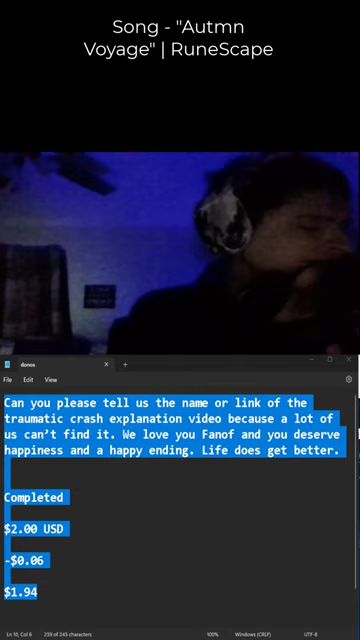 Song - "Autmn
Voyage" | RuneScape
donos
File Edit View
Can you please tell us the name or link of the
traumatic crash explanation video because a lot of
us can’t find it. We love you Fanof and you deserve
happiness and a happy ending. Life does get better.
Completed
$2.00 USD
-$0.06
$1.94
Ln 10, Col 6 239 of 243 characters 100% Windows (CRLF) UTF-8